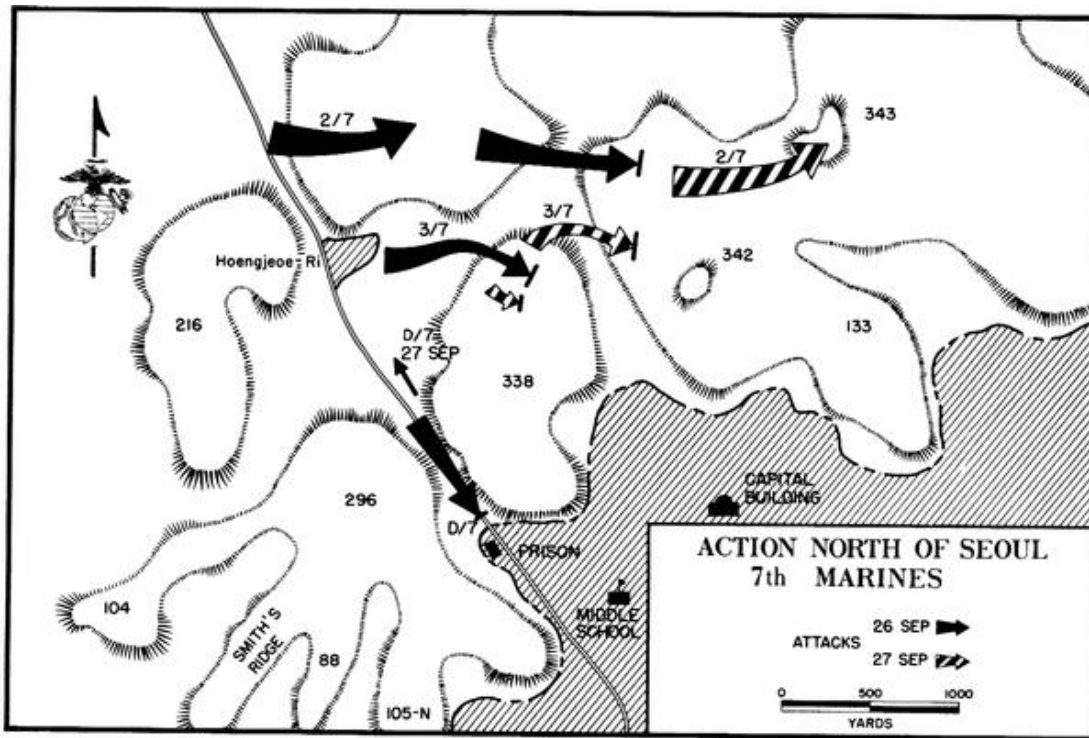 343
2/7
2/7
3/7
3/7
Hoengjeoe-Ri
342
216
133
D/7
27 SEP
338
296
CAPITAL
BUILDING
D/7
PRISON
104
SMITH'S
RIDGE
88
105-N
MIDDLE
SCHOOL
ACTION NORTH OF SEOUL
7th MARINES
ATTACKS
26 SEP
27 SEP
0 500 1000
YARDS